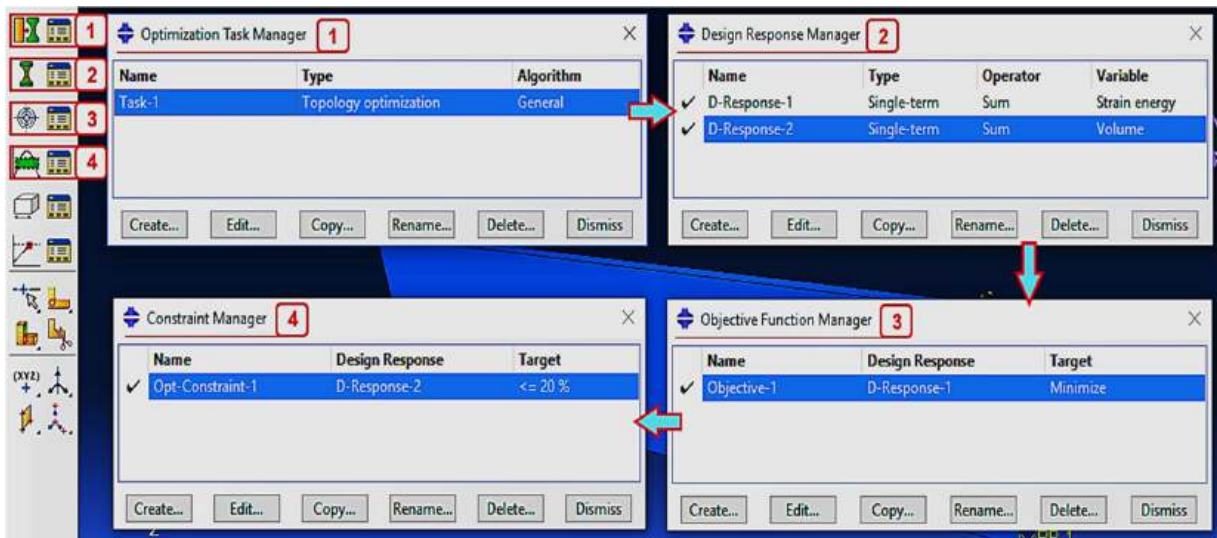 1
2
3
4
(XYZ)
Optimization Task Manager 1
Name Type Algorithm
Task-1 Topology optimization General
Create... Edit... Copy... Rename... Delete... Dismiss
Design Response Manager 2
Name Type Operator Variable
✓ D-Response-1 Single-term Sum Strain energy
✓ D-Response-2 Single-term Sum Volume
Create... Edit... Copy... Rename... Delete... Dismiss
Objective Function Manager 3
Name Design Response Target
✓ Objective-1 D-Response-1 Minimize
Create... Edit... Copy... Rename... Delete... Dismiss
Constraint Manager 4
Name Design Response Target
✓ Opt-Constraint-1 D-Response-2 <= 20 %
Create... Edit... Copy... Rename... Delete... Dismiss
Z